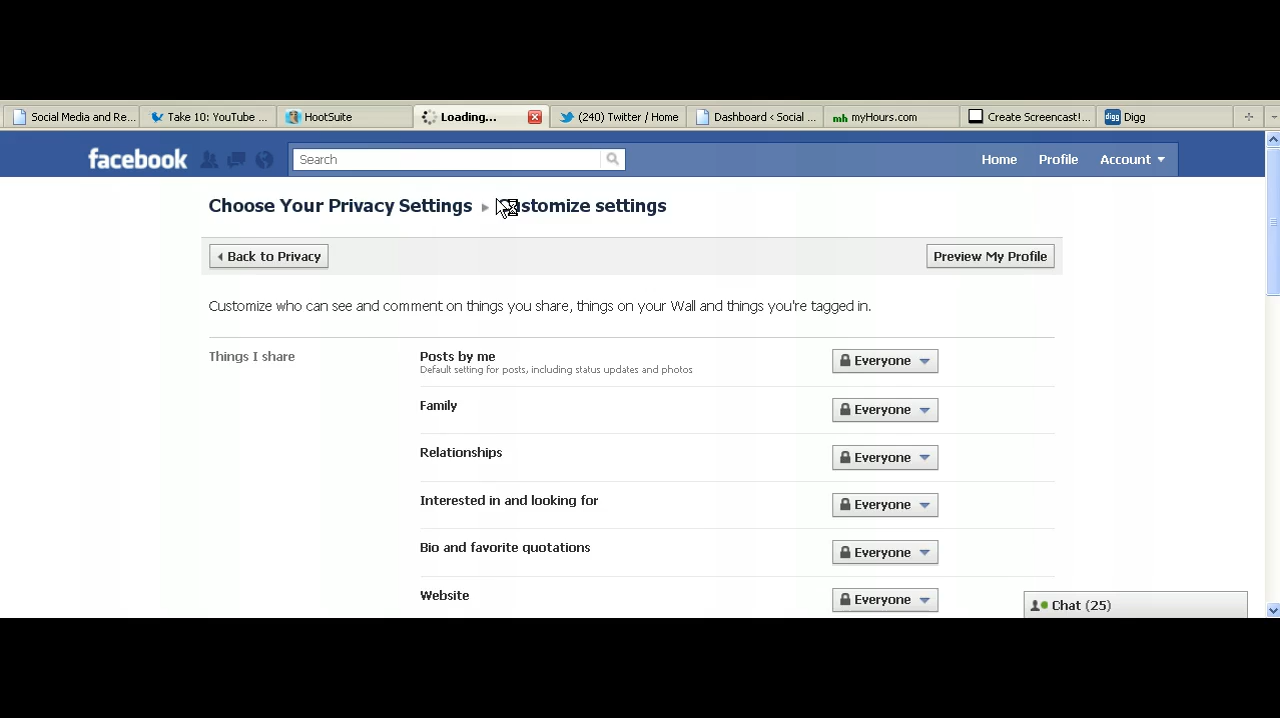 Social Media and Re... Take 10: YouTube ... HootSuite Loading... (240) Twitter / Home Dashboard ‹ Social ... mh myHours.com Create Screencast!... digg Digg
facebook Search Home Profile Account
Choose Your Privacy Settings Customize settings
Back to Privacy Preview My Profile
Customize who can see and comment on things you share, things on your Wall and things you're tagged in.
Things I share Posts by me Everyone
Default setting for posts, including status updates and photos
Family Everyone
Relationships Everyone
Interested in and looking for Everyone
Bio and favorite quotations Everyone
Website Everyone
Chat (25)